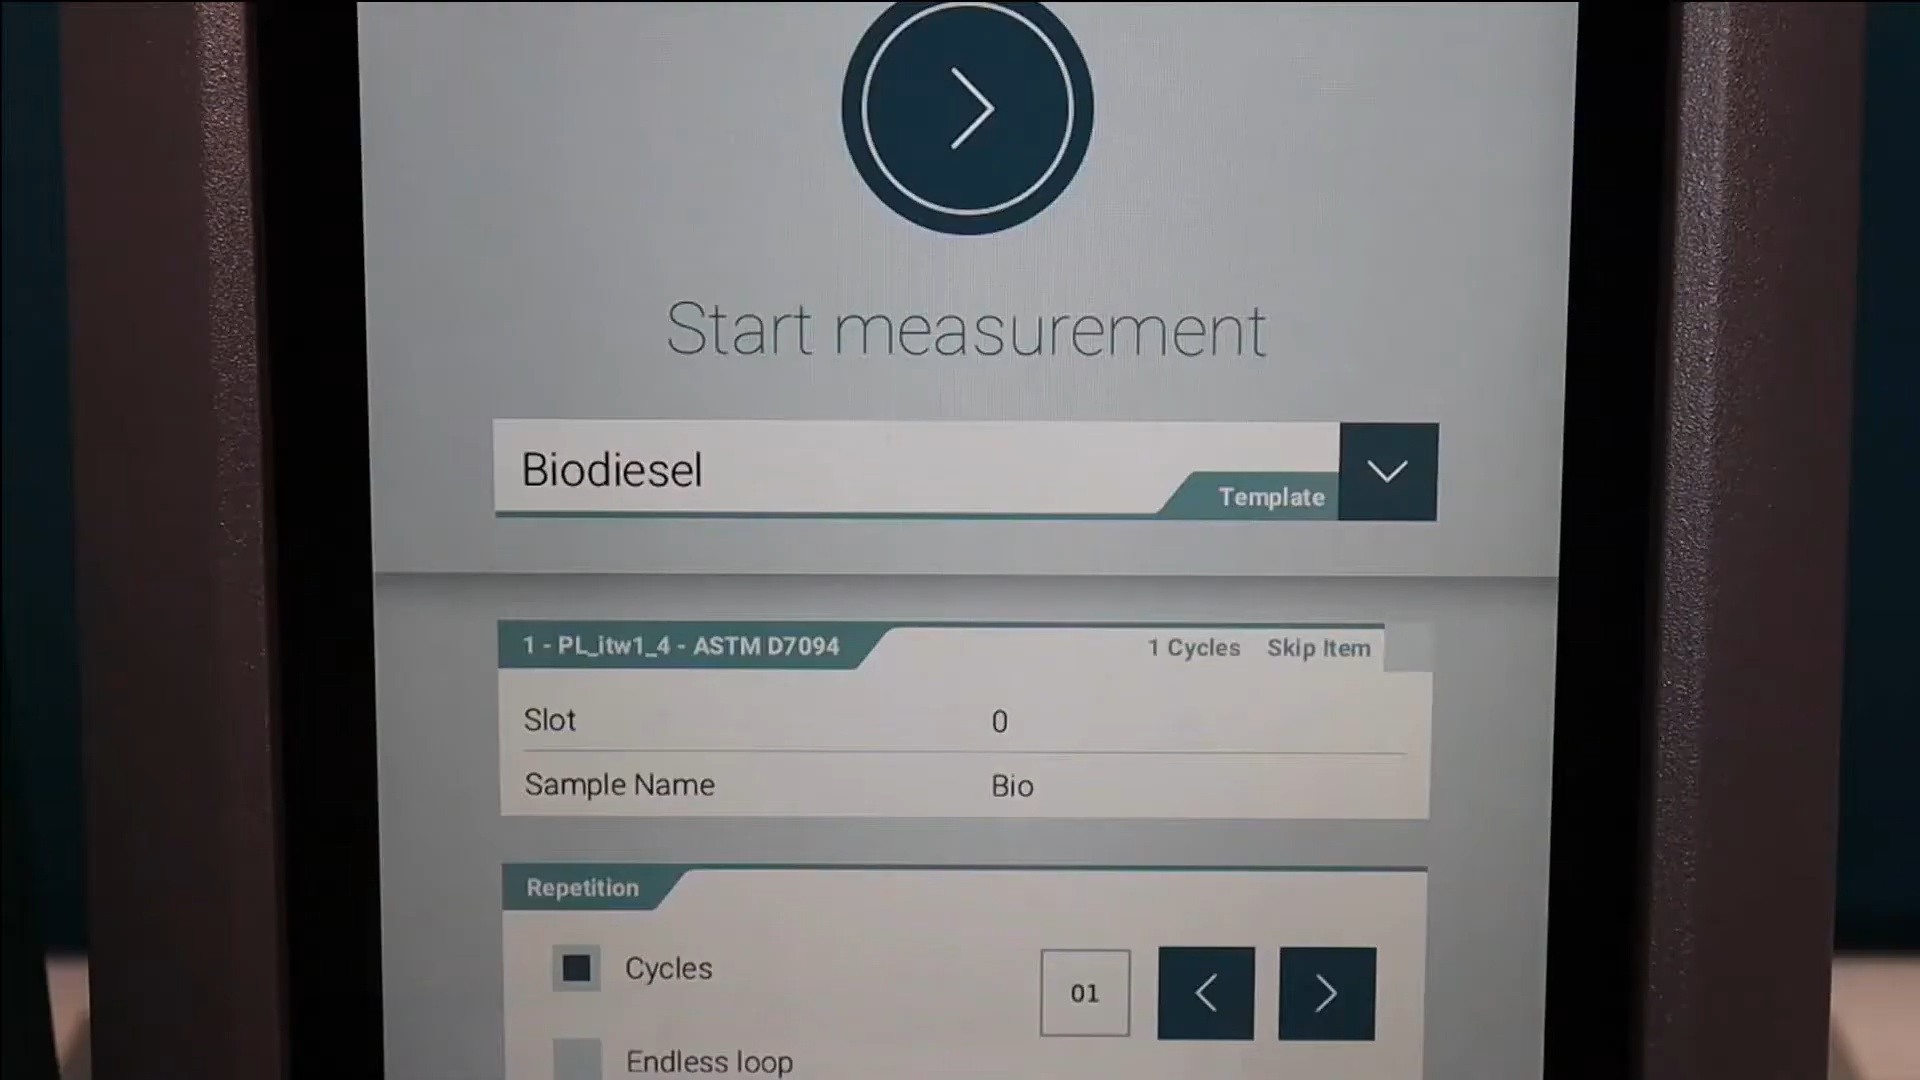 Start measurement
Biodiesel
Template
1 - PL_itw1_4 - ASTM D7094 1 Cycles Skip Item
Slot 0
Sample Name Bio
Repetition
Cycles 01
Endless loop